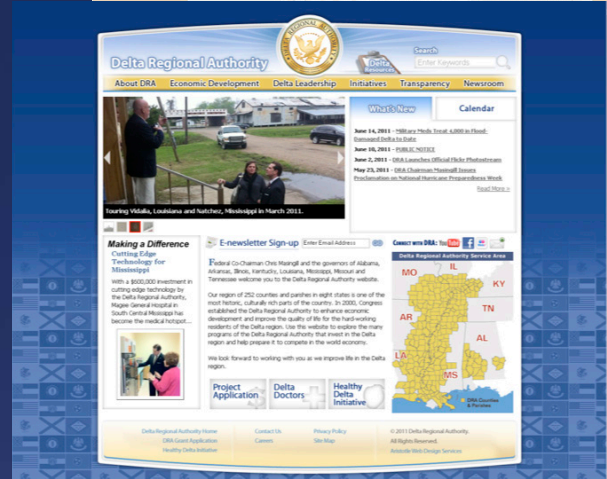 DELTA REGIONAL AUTHORITY
Delta Regional Authority
Delta
Resources
Search
Enter Keywords
About DRA
Economic Development
Delta Leadership
Initiatives
Transparency
Newsroom
What's New
Calendar
June 14, 2011 - Military Meds Treat 4,000 in Flood-
Damaged Delta to Date
June 10, 2011 - PUBLIC NOTICE
June 2, 2011 - DRA Launches Official Flickr Photostream
May 23, 2011 - DRA Chairman Masingill Issues
Proclamation on National Hurricane Preparedness Week
Read More >
Touring Vidalia, Louisiana and Natchez, Mississippi in March 2011.
Making a Difference
Cutting Edge
Technology for
Mississippi
With a $600,000 investment in
cutting edge technology by
the Delta Regional Authority,
Magee General Hospital in
South Central Mississippi has
become the medical hotspot...
E-newsletter Sign-up
Enter Email Address
GO
Federal Co-Chairman Chris Masingill and the governors of Alabama,
Arkansas, Illinois, Kentucky, Louisiana, Mississippi, Missouri and
Tennessee welcome you to the Delta Regional Authority website.
Our region of 252 counties and parishes in eight states is one of the
most historic, culturally rich parts of the country. In 2000, Congress
established the Delta Regional Authority to enhance economic
development and improve the quality of life for the hard-working
residents of the Delta region. Use this website to explore the many
programs of the Delta Regional Authority that invest in the Delta
region and help prepare it to compete in the world economy.
We look forward to working with you as we improve life in the Delta
region.
Project
Application
Delta
Doctors
Healthy
Delta
Initiative
Connect with DRA:
You Tube
f
Delta Regional Authority Service Area
MO
IL
KY
TN
AR
AL
LA
MS
DRA Counties
& Parishes
Delta Regional Authority Home
DRA Grant Application
Healthy Delta Initiative
Contact Us
Careers
Privacy Policy
Site Map
© 2011 Delta Regional Authority.
All Rights Reserved.
Aristotle Web Design Services